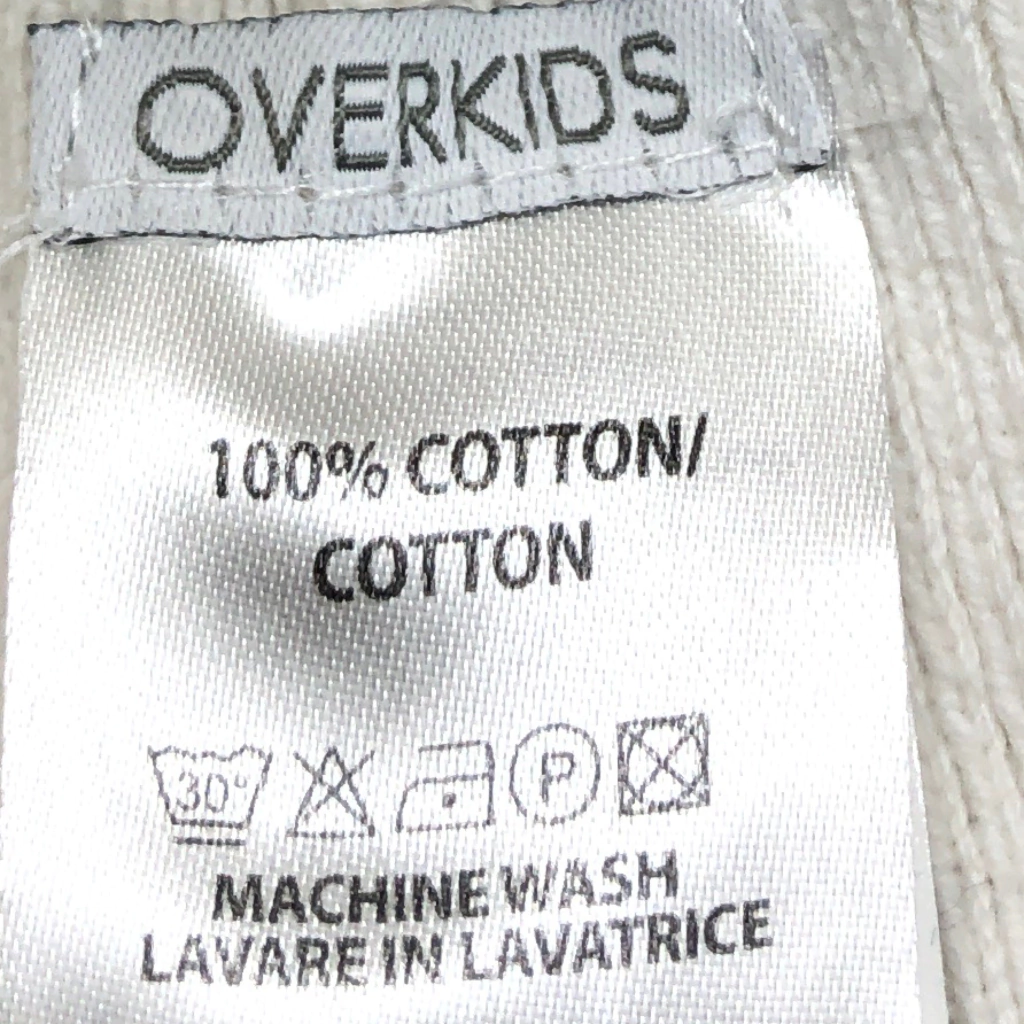 OVERKIDS
100% COTTON/
COTTON
30° P
MACHINE WASH
LAVARE IN LAVATRICE